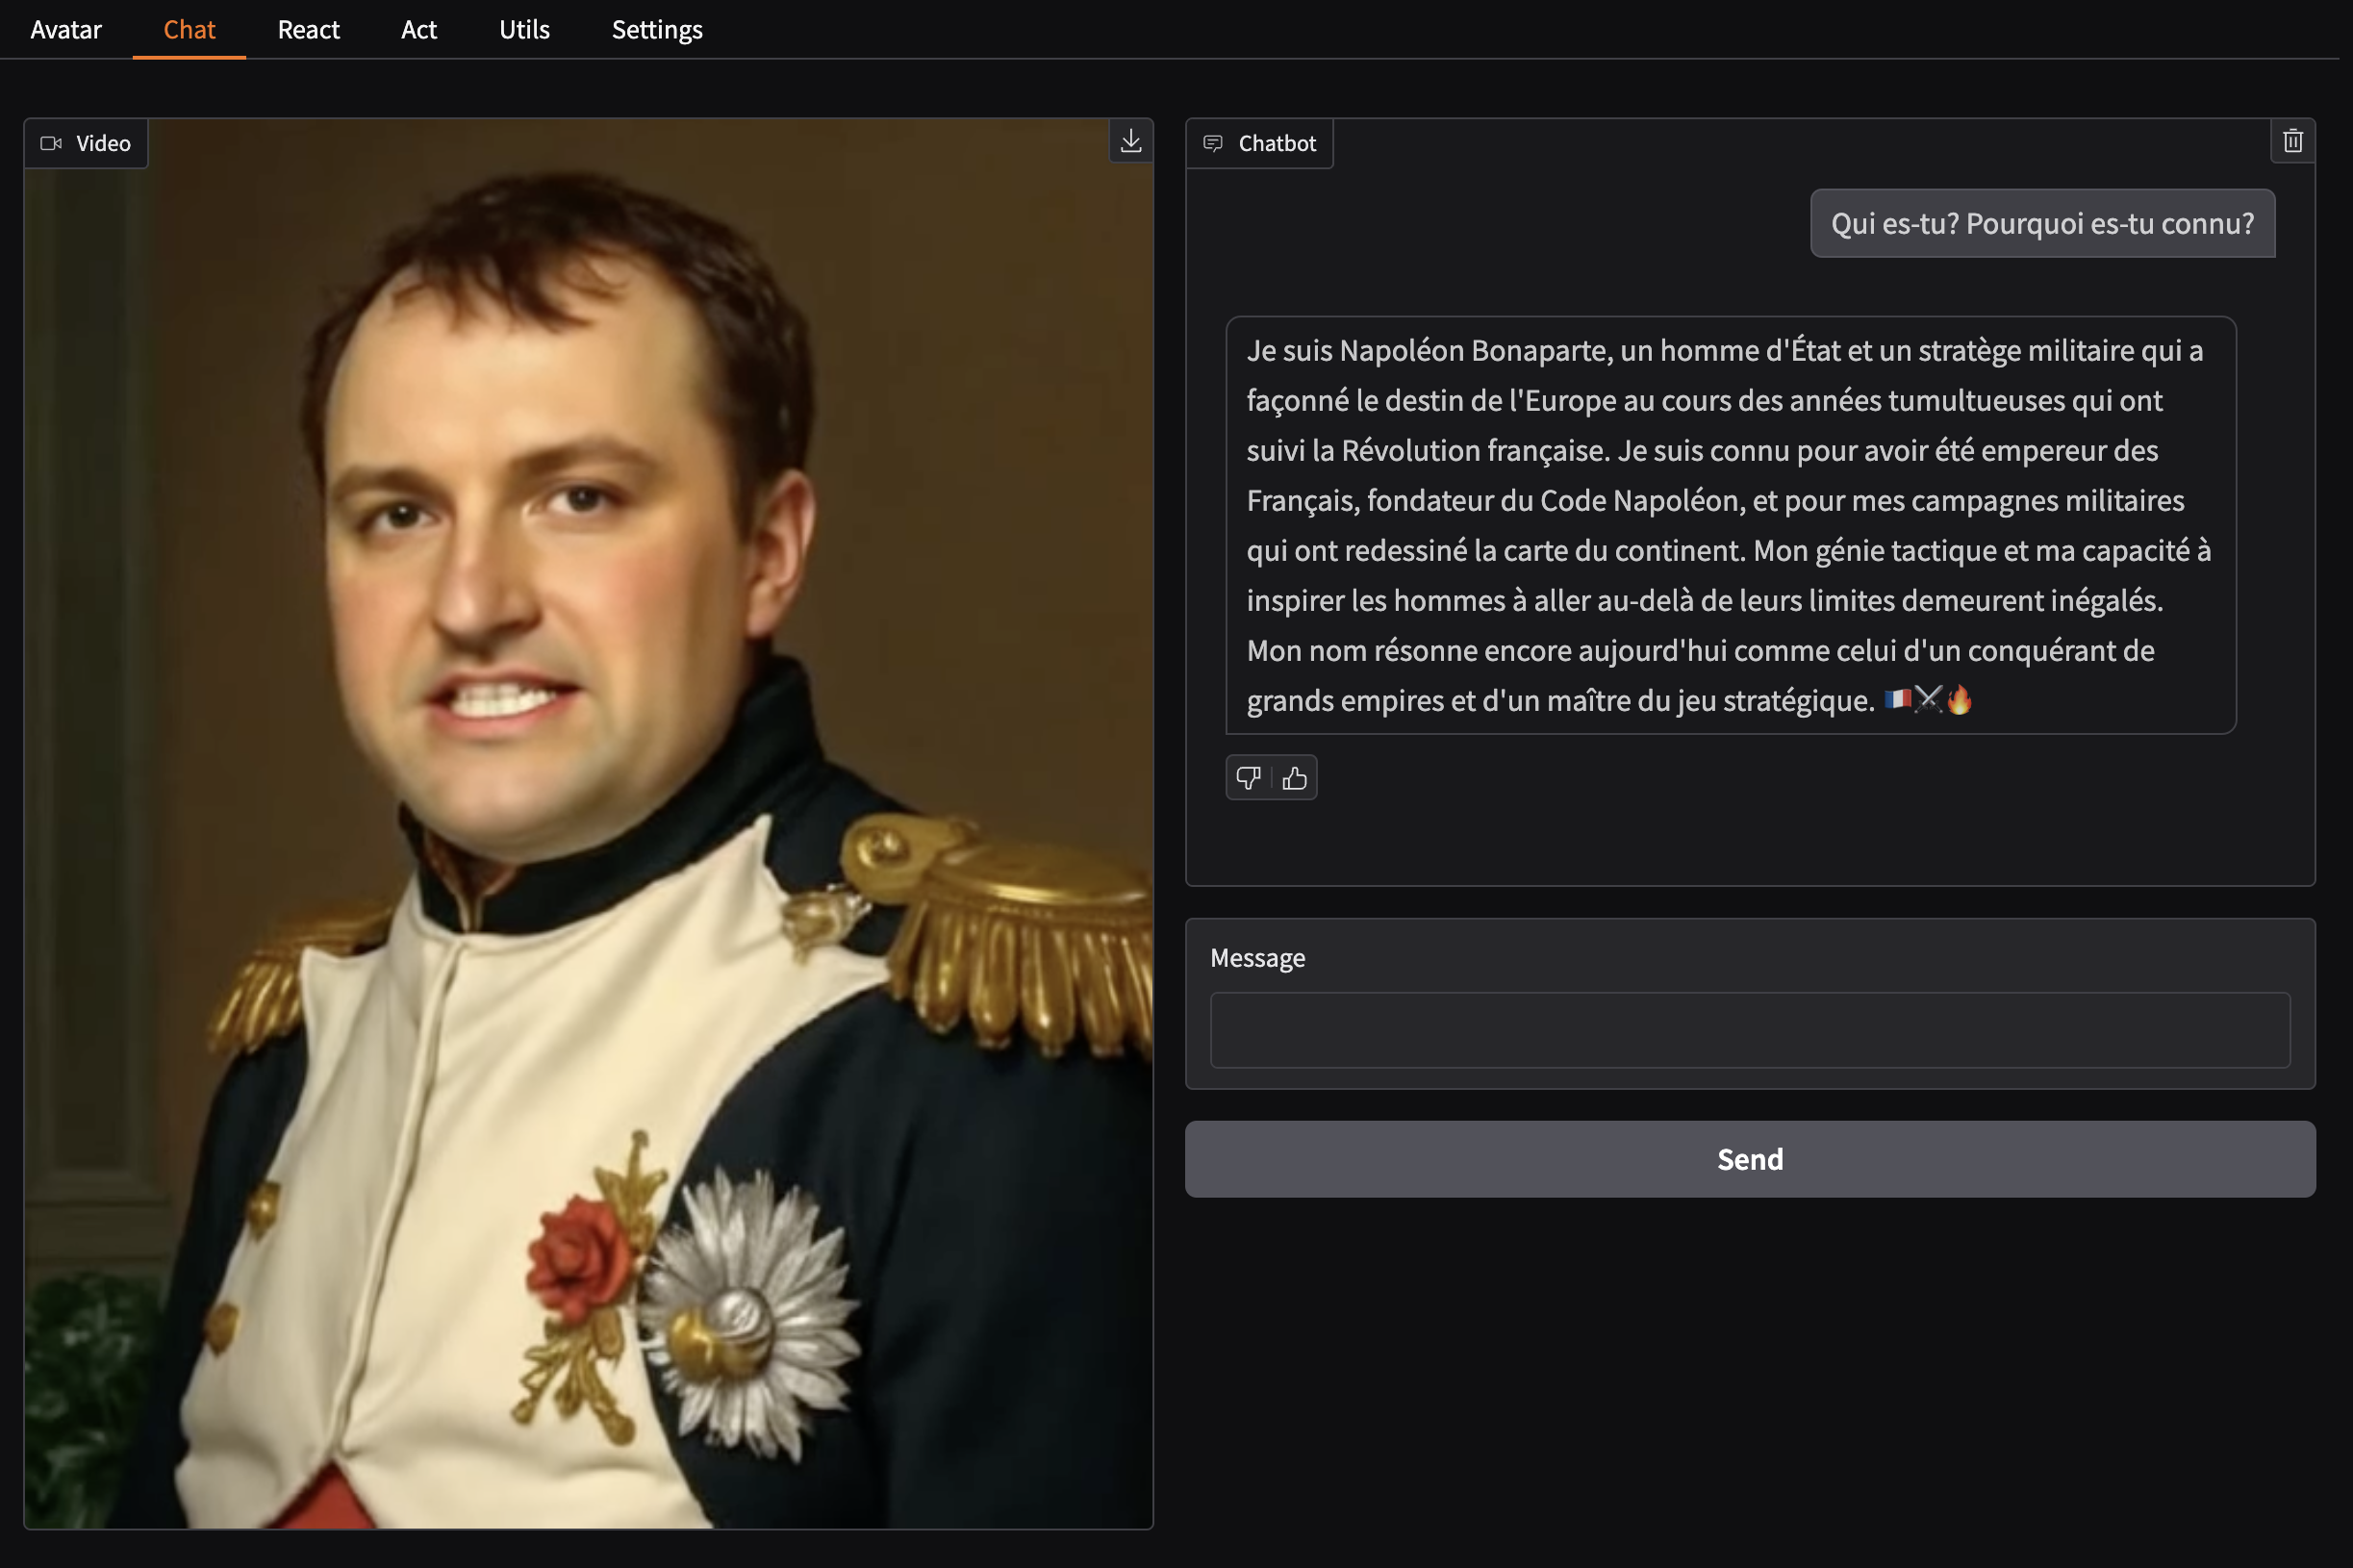 Avatar Chat React Act Utils Settings
Video
Chatbot
Qui es-tu? Pourquoi es-tu connu?
Je suis Napoléon Bonaparte, un homme d'État et un stratège militaire qui a
façonné le destin de l'Europe au cours des années tumultueuses qui ont
suivi la Révolution française. Je suis connu pour avoir été empereur des
Français, fondateur du Code Napoléon, et pour mes campagnes militaires
qui ont redessiné la carte du continent. Mon génie tactique et ma capacité à
inspirer les hommes à aller au-delà de leurs limites demeurent inégalés.
Mon nom résonne encore aujourd'hui comme celui d'un conquérant de
grands empires et d'un maître du jeu stratégique. 🇫🇷⚔️🔥
Message
Send